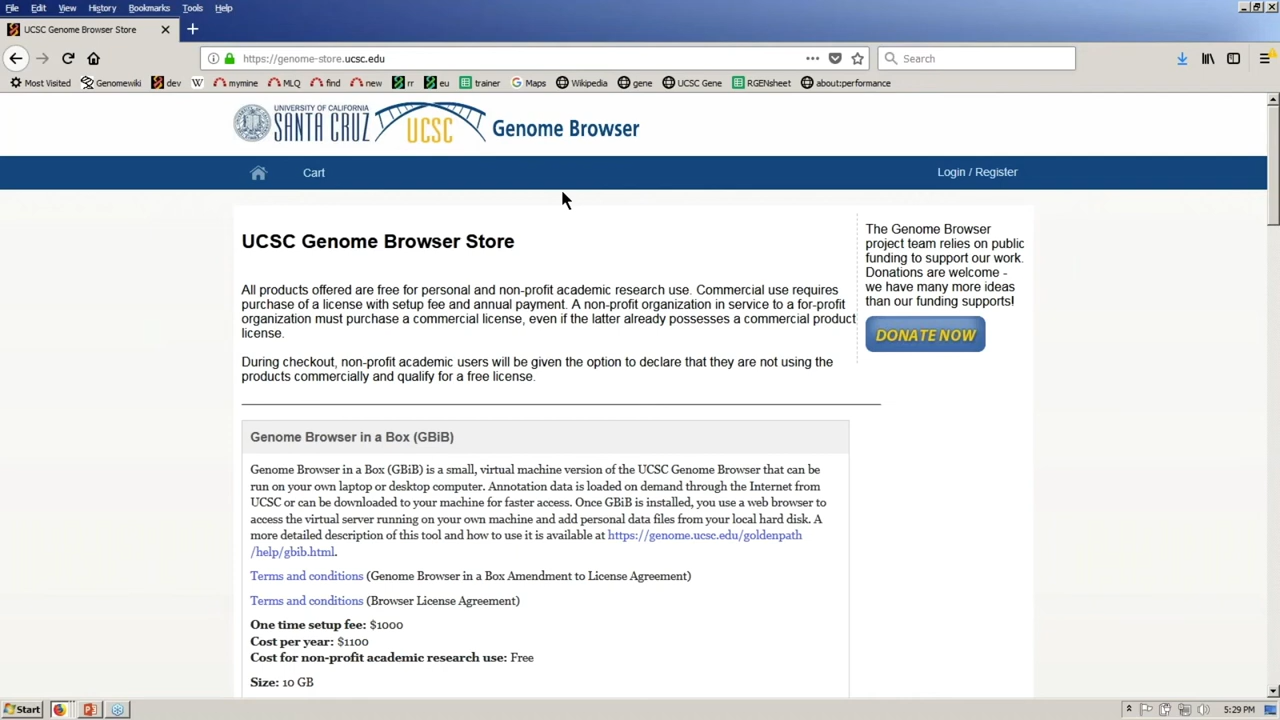 File Edit View History Bookmarks Tools Help
UCSC Genome Browser Store
https://genome-store.ucsc.edu
Search
Most Visited Genomewiki dev mymine MLQ find new rr eu trainer Maps Wikipedia gene UCSC Gene RGENsheet about:performance
UNIVERSITY OF CALIFORNIA
SANTA CRUZ UCSC Genome Browser
Cart Login / Register
UCSC Genome Browser Store
All products offered are free for personal and non-profit academic research use. Commercial use requires
purchase of a license with setup fee and annual payment. A non-profit organization in service to a for-profit
organization must purchase a commercial license, even if the latter already possesses a commercial product
license.
During checkout, non-profit academic users will be given the option to declare that they are not using the
products commercially and qualify for a free license.
The Genome Browser
project team relies on public
funding to support our work.
Donations are welcome -
we have many more ideas
than our funding supports!
DONATE NOW
Genome Browser in a Box (GBiB)
Genome Browser in a Box (GBiB) is a small, virtual machine version of the UCSC Genome Browser that can be
run on your own laptop or desktop computer. Annotation data is loaded on demand through the Internet from
UCSC or can be downloaded to your machine for faster access. Once GBiB is installed, you use a web browser to
access the virtual server running on your own machine and add personal data files from your local hard disk. A
more detailed description of this tool and how to use it is available at https://genome.ucsc.edu/goldenpath
/help/gbib.html.
Terms and conditions (Genome Browser in a Box Amendment to License Agreement)
Terms and conditions (Browser License Agreement)
One time setup fee: $1000
Cost per year: $1100
Cost for non-profit academic research use: Free
Size: 10 GB
Start 5:29 PM